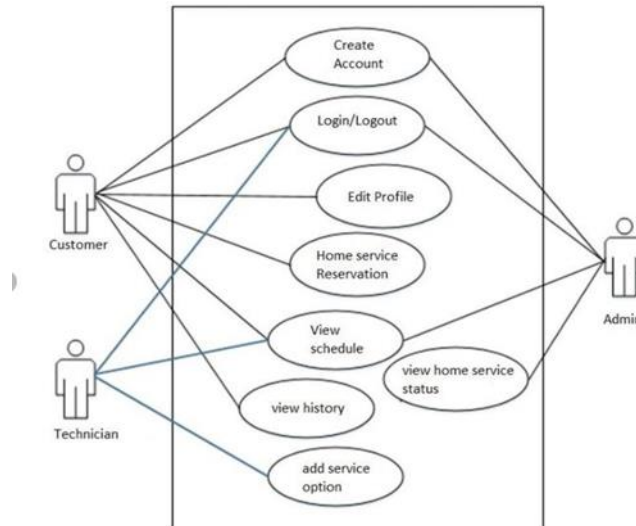 Create
Account
Login/Logout
Edit Profile
Customer
Home service
Reservation
Admin
View
schedule
view home service
status
view history
Technician
add service
option